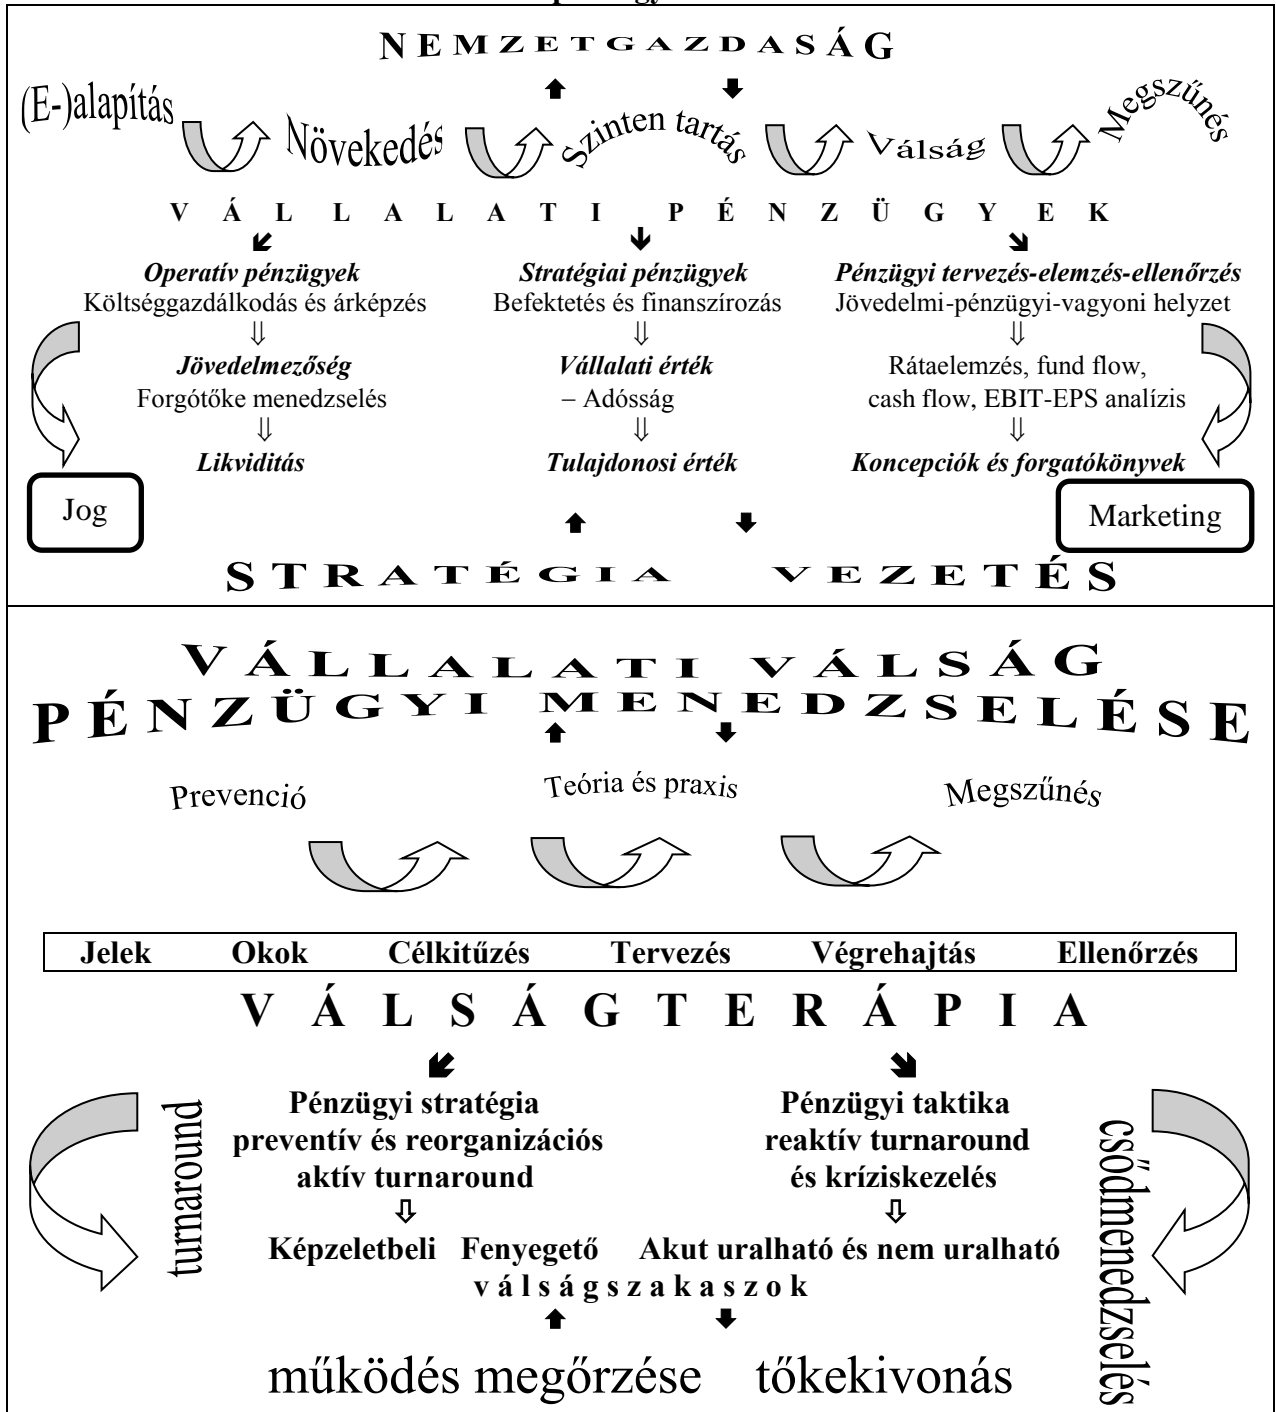 NEMZETGAZDASÁG
(E-)alapítás Növekedés Szinten tartás Válság Megszűnés
VÁLLALATI PÉNZÜGYEK
Operatív pénzügyek Stratégiai pénzügyek Pénzügyi tervezés-elemzés-ellenőrzés
Költséggazdálkodás és árképzés Befektetés és finanszírozás Jövedelmi-pénzügyi-vagyoni helyzet
Jövedelmezőség Vállalati érték Rátaelemzés, fund flow,
Forgótőke menedzselés – Adósság cash flow, EBIT-EPS analízis
Likviditás Tulajdonosi érték Koncepciók és forgatókönyvek
Jog Marketing
STRATÉGIA VEZETÉS
VÁLLALATI VÁLSÁG
PÉNZÜGYI MENEDZSELÉSE
Prevenció Teória és praxis Megszűnés
Jelek Okok Célkitűzés Tervezés Végrehajtás Ellenőrzés
VÁLSÁGTERÁPIA
turnaround
Pénzügyi stratégia Pénzügyi taktika
preventív és reorganizációs reaktív turnaround
aktív turnaround és kríziskezelés
csődmenedzselés
Képzeletbeli Fenyegető Akut uralható és nem uralható
válságszakaszok
működés megőrzése tőkekivonás